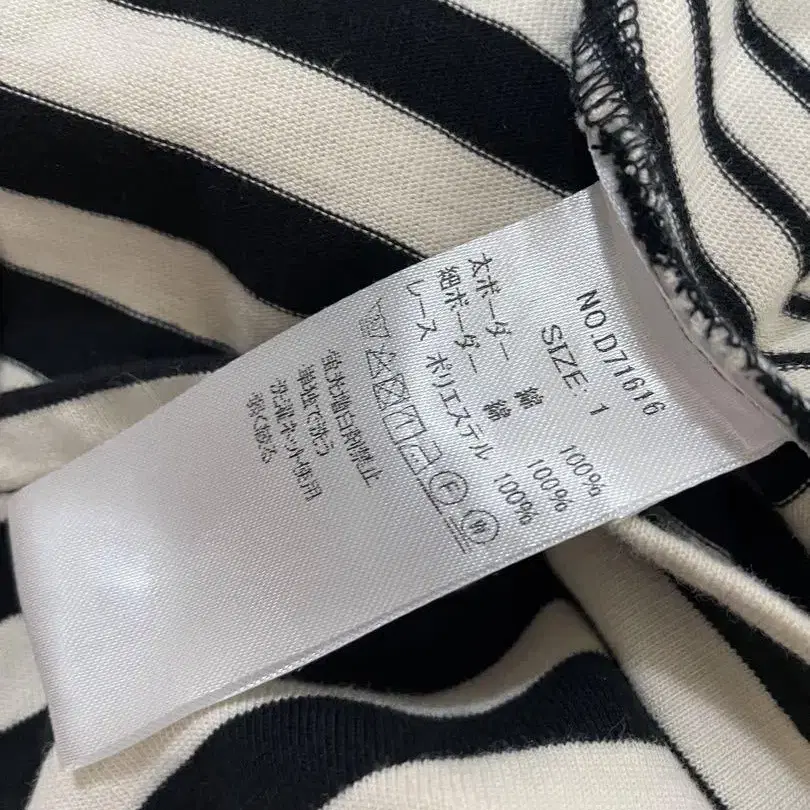 NO.D71616
SIZE: 1
太ボーダー 綿 100%
細ボーダー 綿 100%
レース ポリエステル 100%
F W
蛍光増白剤禁止
単独で洗う
洗濯ネット使用
弱く絞る